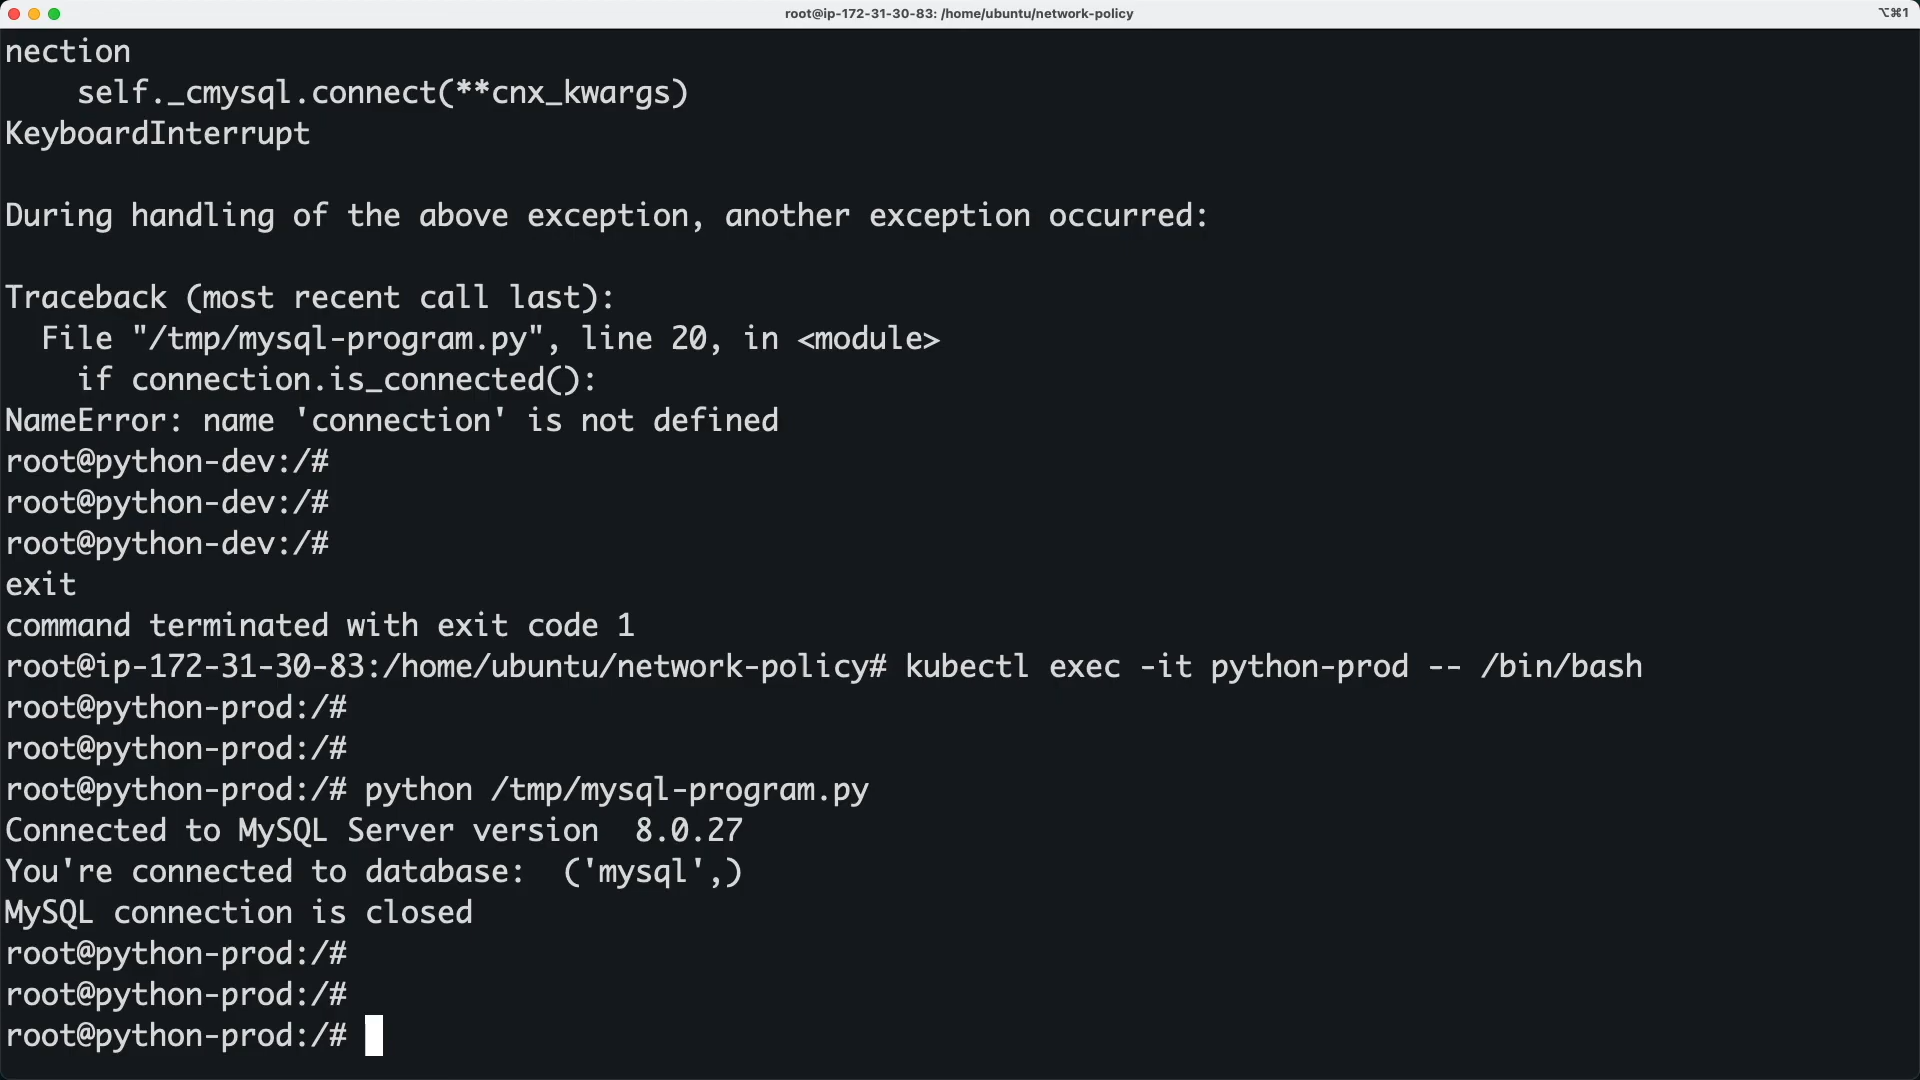 root@ip-172-31-30-83: /home/ubuntu/network-policy
⌥⌘1
nection
    self._cmysql.connect(**cnx_kwargs)
KeyboardInterrupt

During handling of the above exception, another exception occurred:

Traceback (most recent call last):
  File "/tmp/mysql-program.py", line 20, in <module>
    if connection.is_connected():
NameError: name 'connection' is not defined
root@python-dev:/#
root@python-dev:/#
root@python-dev:/#
exit
command terminated with exit code 1
root@ip-172-31-30-83:/home/ubuntu/network-policy# kubectl exec -it python-prod -- /bin/bash
root@python-prod:/#
root@python-prod:/#
root@python-prod:/# python /tmp/mysql-program.py
Connected to MySQL Server version  8.0.27
You're connected to database:  ('mysql',)
MySQL connection is closed
root@python-prod:/#
root@python-prod:/#
root@python-prod:/#